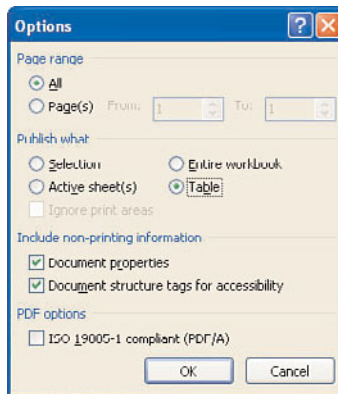 Options
Page range
All
Page(s) From: 1 To: 1
Publish what
Selection Entire workbook
Active sheet(s) Table
Ignore print areas
Include non-printing information
Document properties
Document structure tags for accessibility
PDF options
ISO 19005-1 compliant (PDF/A)
OK Cancel